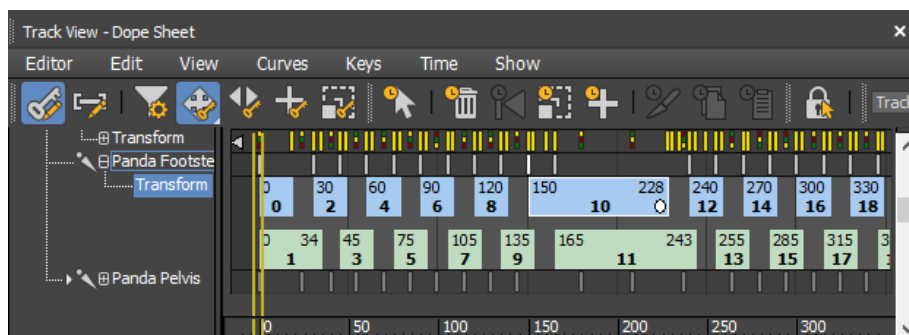 Track View - Dope Sheet
Editor Edit View Curves Keys Time Show
Trac
Transform
Panda Footste
Transform
0 30 60 90 120 150 228 240 270 300 330
0 2 4 6 8 10 12 14 16 18
0 34 45 75 105 135 165 243 255 285 315 3
1 3 5 7 9 11 13 15 17 1
Panda Pelvis
0 50 100 150 200 250 300